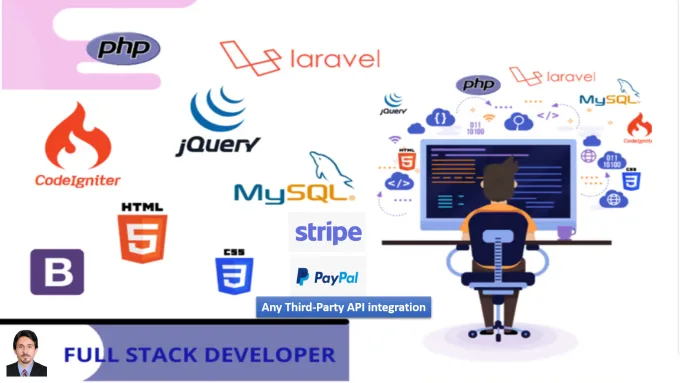 php
laravel
CodeIgniter
jQuery
MySQL®
HTML
5
B
CSS
3
stripe
PayPal
Any Third-Party API integration
FULL STACK DEVELOPER
php
laravel
jQuery
MySQL
{}
011
10100
</>
CodeIgnit
HTML
5
011
10100
CSS
3
</>